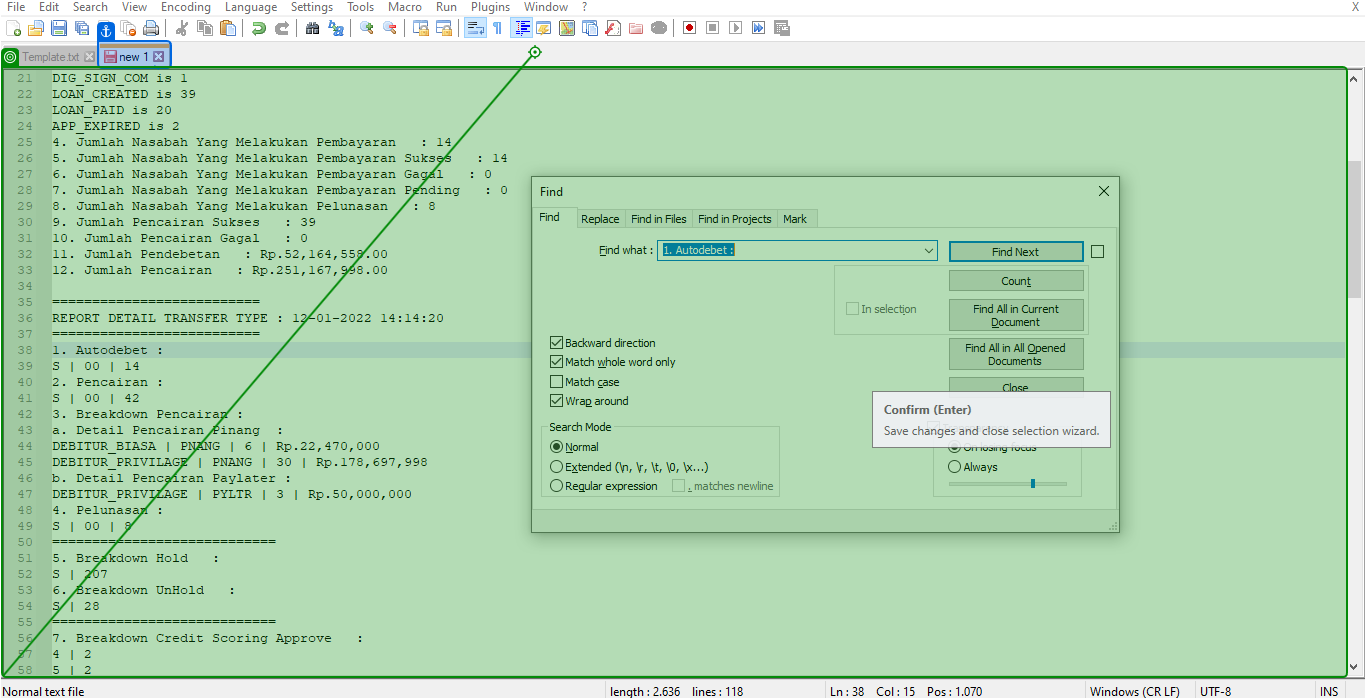 File Edit Search View Encoding Language Settings Tools Macro Run Plugins Window ? X
Template.txt new 1
21 DIG_SIGN_COM is 1
22 LOAN_CREATED is 39
23 LOAN_PAID is 20
24 APP_EXPIRED is 2
25 4. Jumlah Nasabah Yang Melakukan Pembayaran : 14
26 5. Jumlah Nasabah Yang Melakukan Pembayaran Sukses : 14
27 6. Jumlah Nasabah Yang Melakukan Pembayaran Gagal : 0
28 7. Jumlah Nasabah Yang Melakukan Pembayaran Pending : 0
29 8. Jumlah Nasabah Yang Melakukan Pelunasan : 8
30 9. Jumlah Pencairan Sukses : 39
31 10. Jumlah Pencairan Gagal : 0
32 11. Jumlah Pendebetan : Rp.52,164,558.00
33 12. Jumlah Pencairan : Rp.251,167,998.00
34
35 ==========================
36 REPORT DETAIL TRANSFER TYPE : 12-01-2022 14:14:20
37 ==========================
38 1. Autodebet :
39 S | 00 | 14
40 2. Pencairan :
41 S | 00 | 42
42 3. Breakdown Pencairan :
43 a. Detail Pencairan Pinang :
44 DEBITUR_BIASA | PNANG | 6 | Rp.22,470,000
45 DEBITUR_PRIVILAGE | PNANG | 30 | Rp.178,697,998
46 b. Detail Pencairan Paylater :
47 DEBITUR_PRIVILAGE | PYLTR | 3 | Rp.50,000,000
48 4. Pelunasan :
49 S | 00 | 8
50 ============================
51 5. Breakdown Hold :
52 S | 207
53 6. Breakdown UnHold :
54 S | 28
55 ============================
56 7. Breakdown Credit Scoring Approve :
57 4 | 2
58 5 | 2
Find
Find Replace Find in Files Find in Projects Mark
Find what : 1. Autodebet : Find Next
Count
In selection Find All in Current
Document
Find All in All Opened
Documents
Close
Backward direction
Match whole word only
Match case
Wrap around
Search Mode
Normal
Extended (\n, \r, \t, \0, \x...)
Regular expression . matches newline
Confirm (Enter)
Save changes and close selection wizard.
On losing focus
Always
Normal text file length : 2.636 lines : 118 Ln : 38 Col : 15 Pos : 1.070 Windows (CR LF) UTF-8 INS